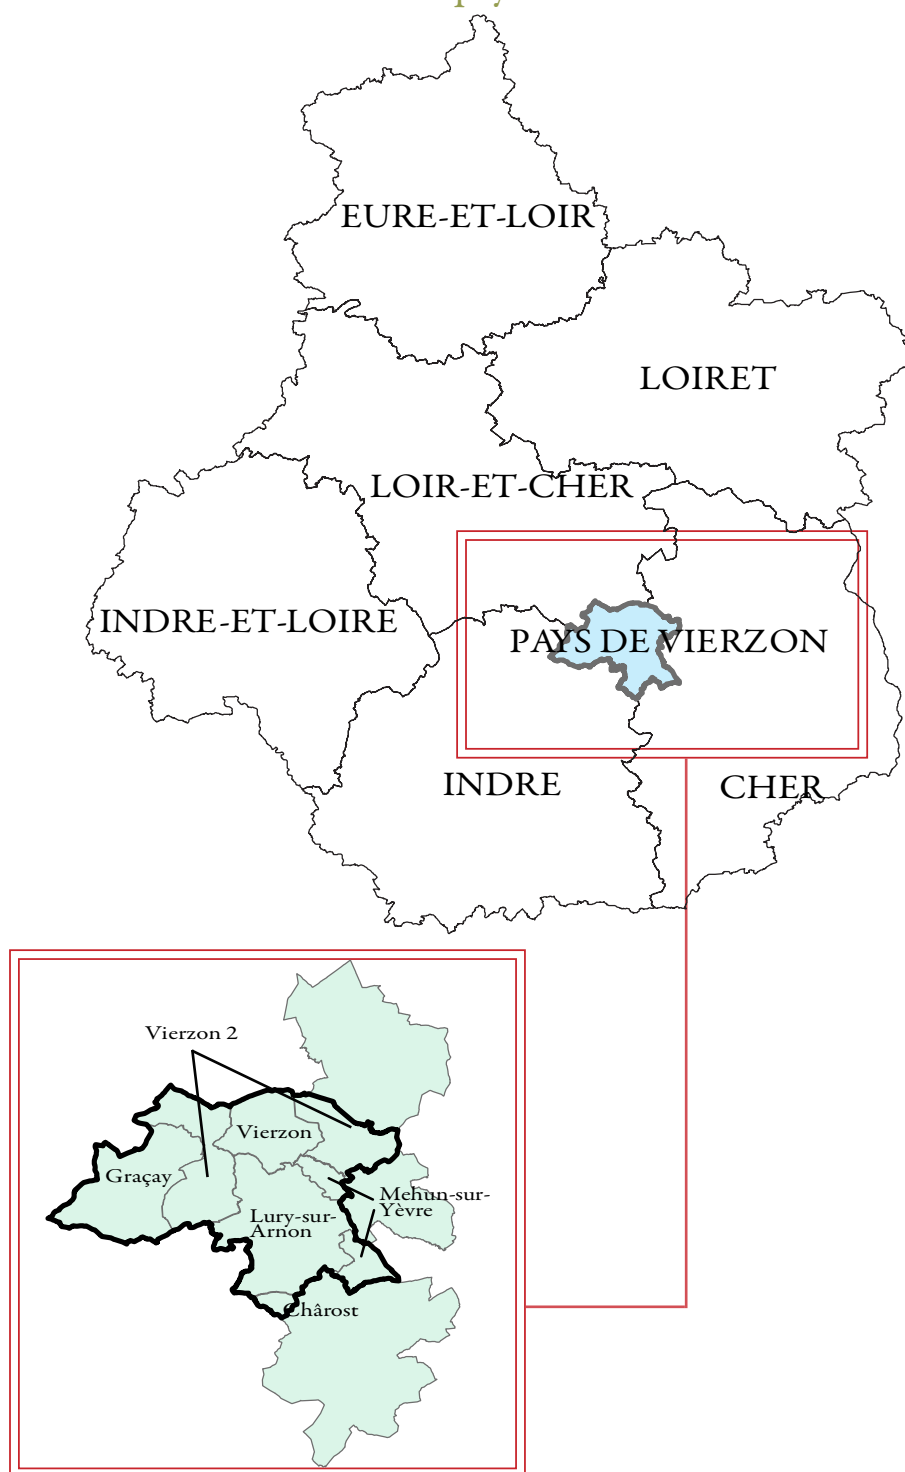 EURE-ET-LOIR
LOIRET
LOIR-ET-CHER
INDRE-ET-LOIRE
PAYS DE VIERZON
INDRE
CHER
Vierzon 2
Vierzon
Graçay
Mehun-sur-
Yèvre
Lury-sur-
Arnon
Chârost